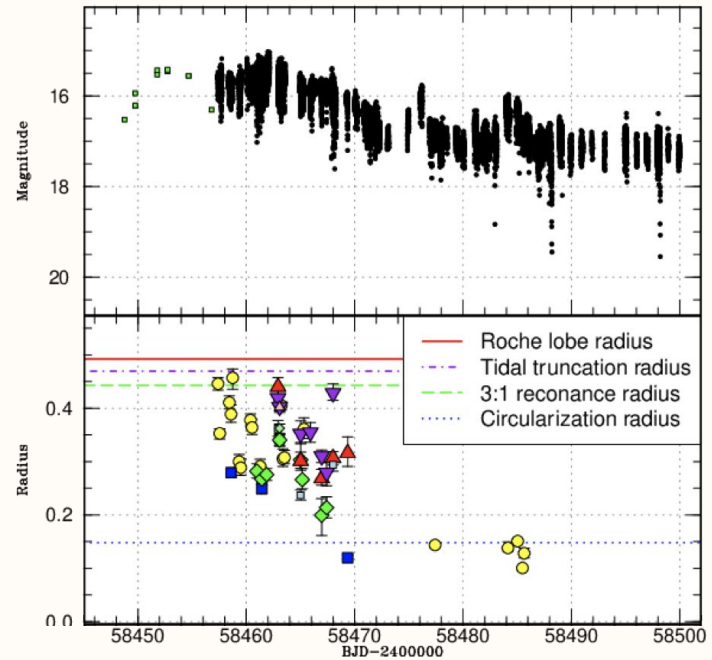 16
18
20
Magnitude
Roche lobe radius
Tidal truncation radius
3:1 reconance radius
Circularization radius
0.4
0.2
0.0
Radius
58450 58460 58470 58480 58490 58500
BJD-2400000